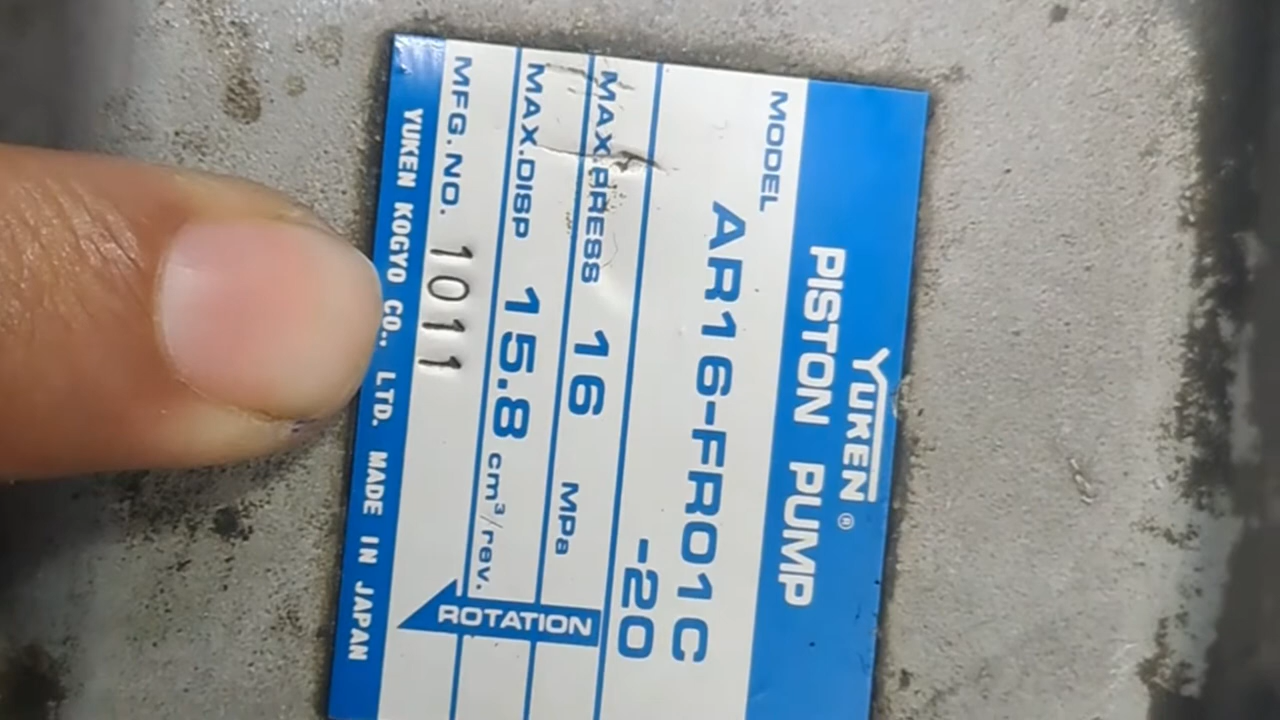 YUKEN®
PISTON PUMP
MODEL
AR16-FR01C
-20
MAX.PRESS 16 MPa
MAX.DISP 15.8 cm³/rev.
MFG.NO. 1011
ROTATION
YUKEN KOGYO CO., LTD. MADE IN JAPAN